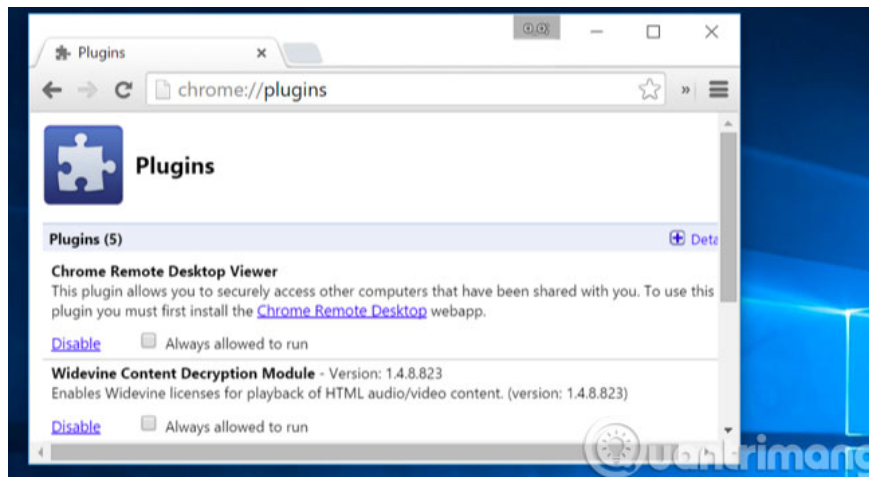 Plugins
chrome://plugins
»
Plugins
Plugins (5)
Deta
Chrome Remote Desktop Viewer
This plugin allows you to securely access other computers that have been shared with you. To use this
plugin you must first install the Chrome Remote Desktop webapp.
Disable Always allowed to run
Widevine Content Decryption Module - Version: 1.4.8.823
Enables Widevine licenses for playback of HTML audio/video content. (version: 1.4.8.823)
Disable Always allowed to run
Quantrimang